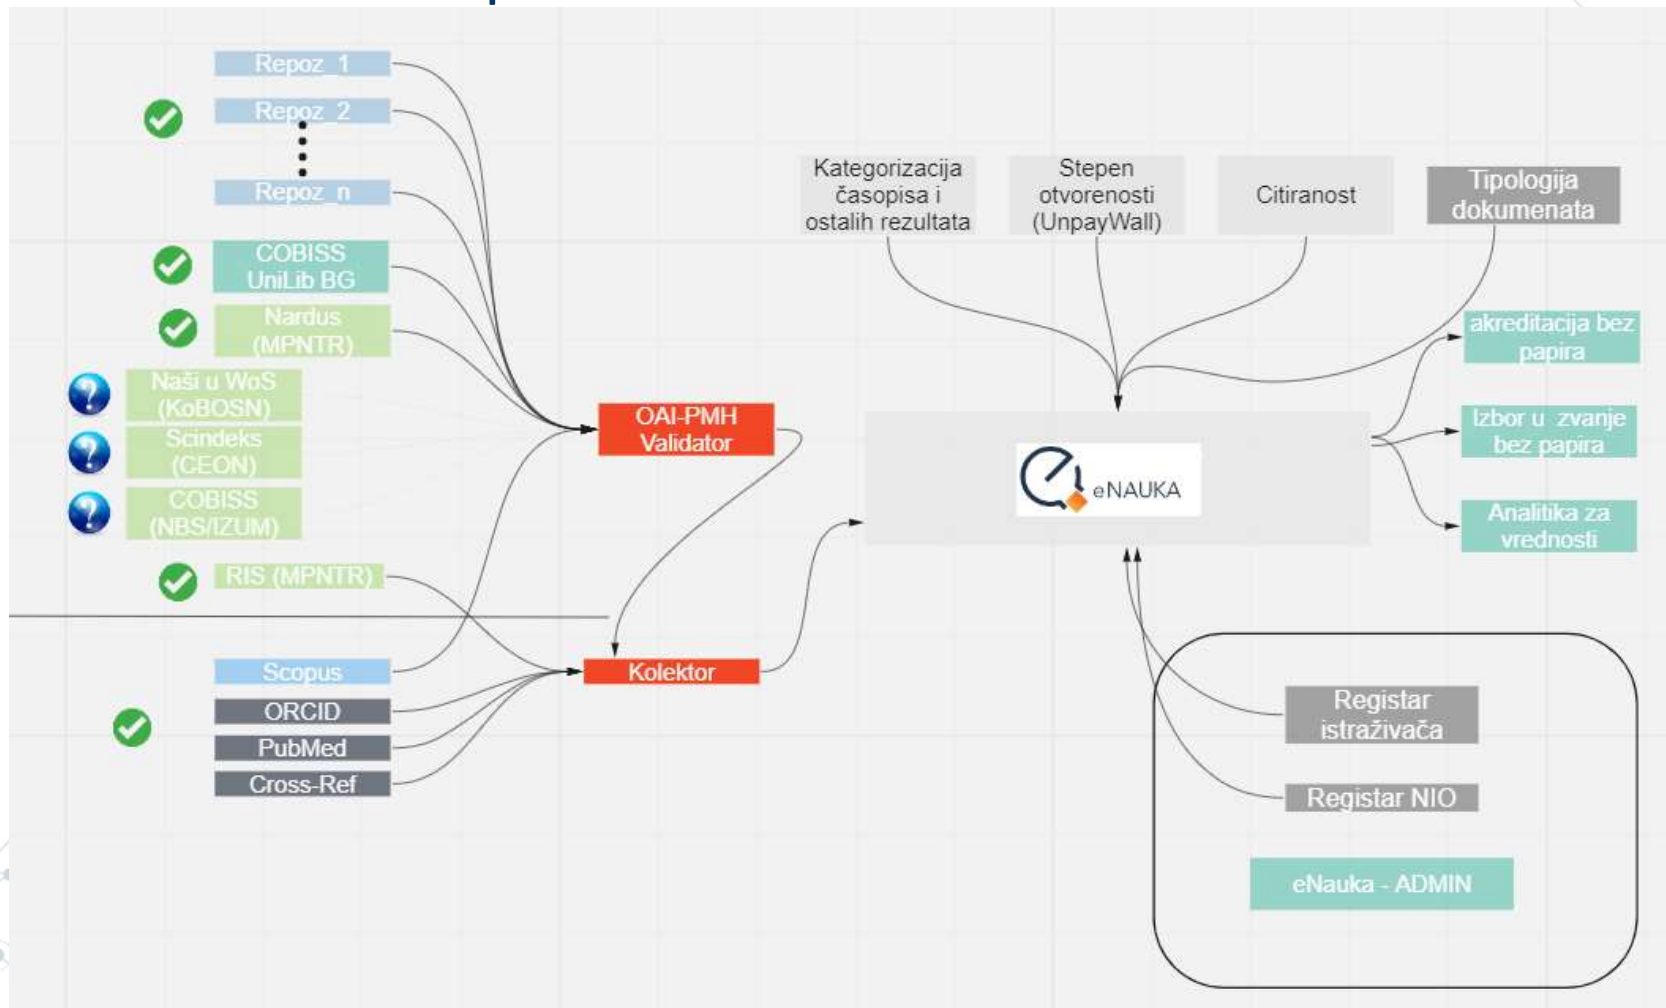 Repoz_1
Repoz_2
Repoz_n
COBISS
UniLib BG
Nardus
(MPNTR)
Naši u WoS
(KoBOSN)
Scindeks
(CEON)
COBISS
(NBS/IZUM)
RIS (MPNTR)
Scopus
ORCID
PubMed
Cross-Ref
OAI-PMH
Validator
Kolektor
Kategorizacija
časopisa i
ostalih rezultata
Stepen
otvorenosti
(UnpayWall)
Citiranost
Tipologija
dokumenata
eNAUKA
akreditacija bez
papira
Izbor u zvanje
bez papira
Analitika za
vrednosti
Registar
istraživača
Registar NIO
eNauka - ADMIN